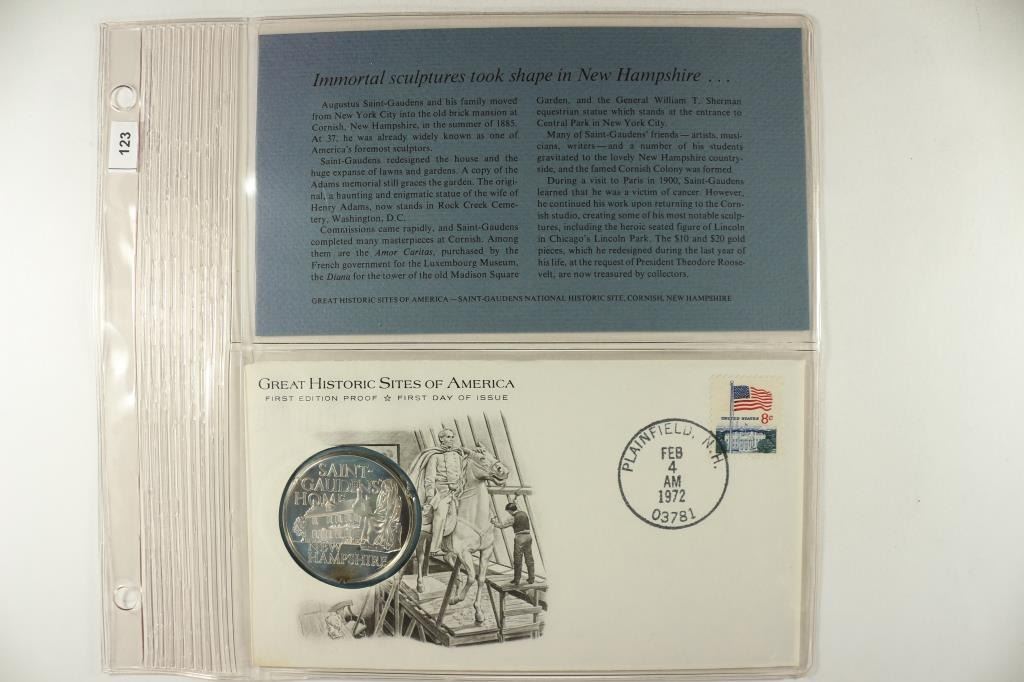 123
Immortal sculptures took shape in New Hampshire . . .
Augustus Saint-Gaudens and his family moved
from New York City into the old brick mansion at
Cornish, New Hampshire, in the summer of 1885.
At 37, he was already widely known as one of
America's foremost sculptors.
Saint-Gaudens redesigned the house and the
huge expanse of lawns and gardens. A copy of the
Adams memorial still graces the garden. The origi-
nal, a haunting and enigmatic statue of the wife of
Henry Adams, now stands in Rock Creek Ceme-
tery, Washington, D.C.
Commissions came rapidly, and Saint-Gaudens
completed many masterpieces at Cornish. Among
them are the Amor Caritas, purchased by the
French government for the Luxembourg Museum,
the Diana for the tower of the old Madison Square
Garden, and the General William T. Sherman
equestrian statue which stands at the entrance to
Central Park in New York City.
Many of Saint-Gaudens' friends — artists, musi-
cians, writers — and a number of his students
gravitated to the lovely New Hampshire country-
side, and the famed Cornish Colony was formed.
During a visit to Paris in 1900, Saint-Gaudens
learned that he was a victim of cancer. However,
he continued his work upon returning to the Corn-
ish studio, creating some of his most notable sculp-
tures, including the heroic seated figure of Lincoln
in Chicago's Lincoln Park. The $10 and $20 gold
pieces, which he redesigned during the last year of
his life, at the request of President Theodore Roose-
velt, are now treasured by collectors.
GREAT HISTORIC SITES OF AMERICA — SAINT-GAUDENS NATIONAL HISTORIC SITE, CORNISH, NEW HAMPSHIRE
GREAT HISTORIC SITES OF AMERICA
FIRST EDITION PROOF ☆ FIRST DAY OF ISSUE
SAINT-
GAUDENS
HOME
NEW
HAMPSHIRE
UNITED STATES 8c
PLAINFIELD, N.H.
FEB
4
AM
1972
03781